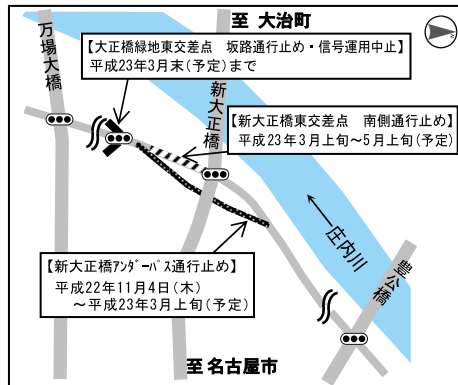 至 大治町
万場大橋
【大正橋緑地東交差点　坂路通行止め・信号運用中止】
平成23年3月末(予定)まで
新大正橋
【新大正橋東交差点　南側通行止め】
平成23年3月上旬～5月上旬(予定)
庄内川
【新大正橋ｱﾝﾀﾞｰﾊﾟｽ通行止め】
平成22年11月4日(木)
～平成23年3月上旬(予定)
豊公橋
至 名古屋市